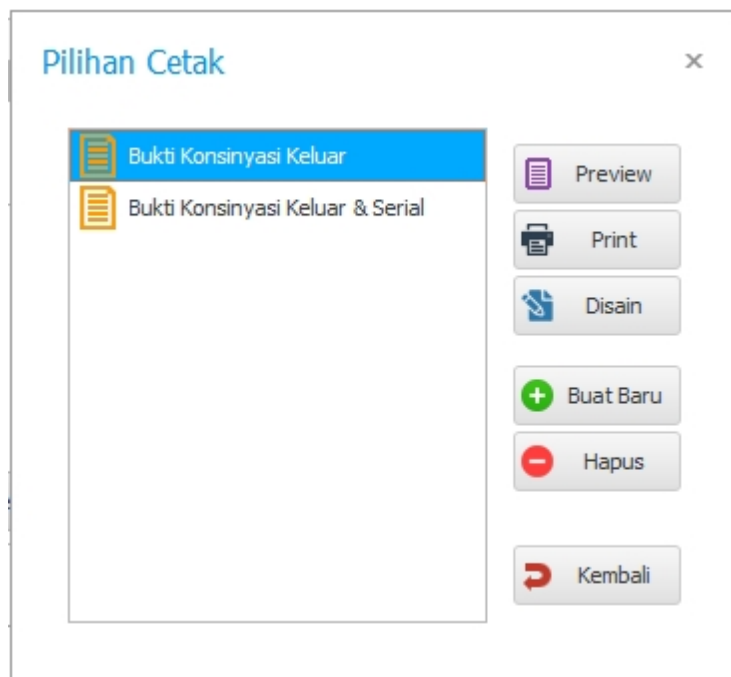 Pilihan Cetak
Bukti Konsinyasi Keluar
Bukti Konsinyasi Keluar & Serial
Preview
Print
Disain
Buat Baru
Hapus
Kembali